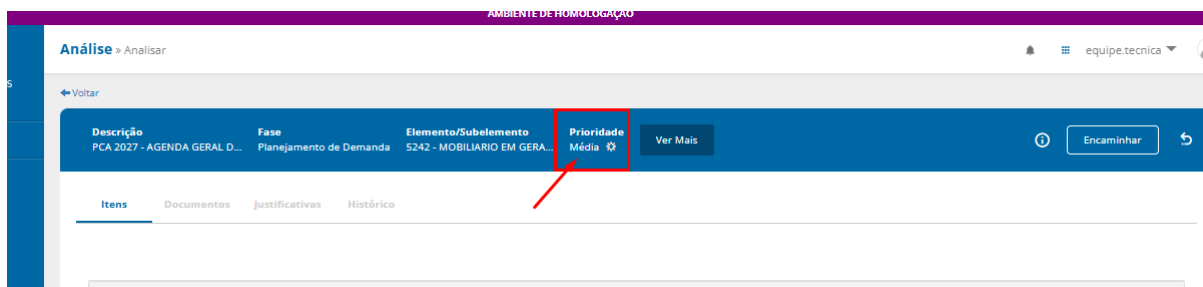 AMBIENTE DE HOMOLOGAÇÃO
Análise » Analisar
equipe.tecnica
s
Voltar
Descrição
PCA 2027 - AGENDA GERAL D...
Fase
Planejamento de Demanda
Elemento/Subelemento
5242 - MOBILIARIO EM GERA...
Prioridade
Média
Ver Mais
Encaminhar
Itens Documentos Justificativas Histórico